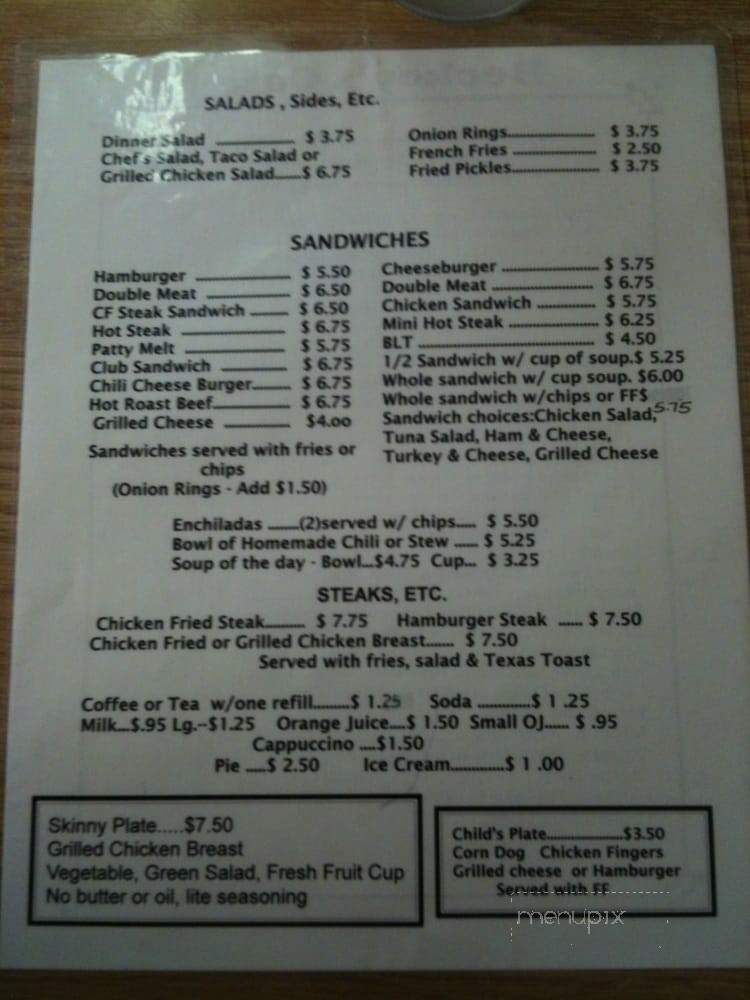 SALADS , Sides, Etc.
Dinner Salad ........... $ 3.75
Chef's Salad, Taco Salad or
Grilled Chicken Salad.....$ 6.75
Onion Rings.................. $ 3.75
French Fries ................. $ 2.50
Fried Pickles.................. $ 3.75
SANDWICHES
Hamburger .................. $ 5.50
Double Meat ................ $ 6.50
CF Steak Sandwich ....... $ 6.50
Hot Steak .................... $ 6.75
Patty Melt .................... $ 5.75
Club Sandwich .............. $ 6.75
Chili Cheese Burger....... $ 6.75
Hot Roast Beef............... $ 6.75
Grilled Cheese .............. $4.00
Sandwiches served with fries or
chips
(Onion Rings - Add $1.50)
Cheeseburger .................... $ 5.75
Double Meat ..................... $ 6.75
Chicken Sandwich ............ $ 5.75
Mini Hot Steak .................. $ 6.25
BLT .................................... $ 4.50
1/2 Sandwich w/ cup of soup.$ 5.25
Whole sandwich w/ cup soup. $6.00
Whole sandwich w/chips or FF$ 5.75
Sandwich choices:Chicken Salad,
Tuna Salad, Ham & Cheese,
Turkey & Cheese, Grilled Cheese
Enchiladas ......(2)served w/ chips.... $ 5.50
Bowl of Homemade Chili or Stew ..... $ 5.25
Soup of the day - Bowl...$4.75 Cup... $ 3.25
STEAKS, ETC.
Chicken Fried Steak........ $ 7.75 Hamburger Steak ..... $ 7.50
Chicken Fried or Grilled Chicken Breast...... $ 7.50
Served with fries, salad & Texas Toast
Coffee or Tea w/one refill........$ 1.25 Soda ...........$ 1 .25
Milk...$.95 Lg.--$1.25 Orange Juice....$ 1.50 Small OJ...... $ .95
Cappuccino ....$1.50
Pie .....$ 2.50 Ice Cream............$ 1 .00
Skinny Plate.....$7.50
Grilled Chicken Breast
Vegetable, Green Salad, Fresh Fruit Cup
No butter or oil, lite seasoning
Child's Plate..................$3.50
Corn Dog Chicken Fingers
Grilled cheese or Hamburger
Served with FF
menupix